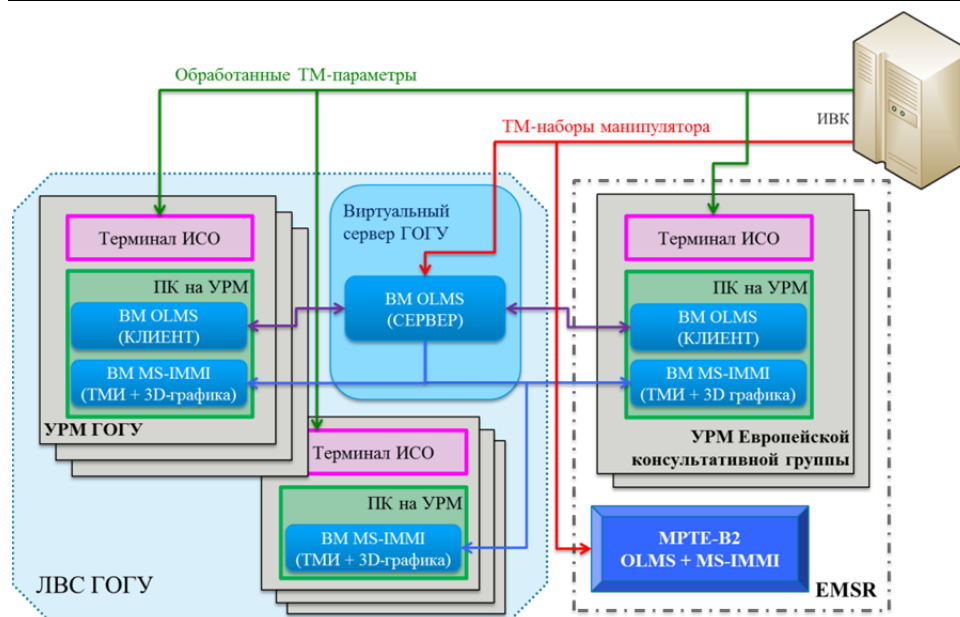 Обработанные ТМ-параметры
ИВК
ТМ-наборы манипулятора
Виртуальный
сервер ГОГУ
Терминал ИСО
ПК на УРМ
ВМ OLMS
(КЛИЕНТ)
ВМ MS-IMMI
(ТМИ + 3D-графика)
УРМ ГОГУ
ВМ OLMS
(СЕРВЕР)
Терминал ИСО
ПК на УРМ
ВМ OLMS
(КЛИЕНТ)
ВМ MS-IMMI
(ТМИ + 3D графика)
УРМ Европейской
консультативной группы
Терминал ИСО
ПК на УРМ
ВМ MS-IMMI
(ТМИ + 3D-графика)
ЛВС ГОГУ
MPTE-B2
OLMS + MS-IMMI
EMSR